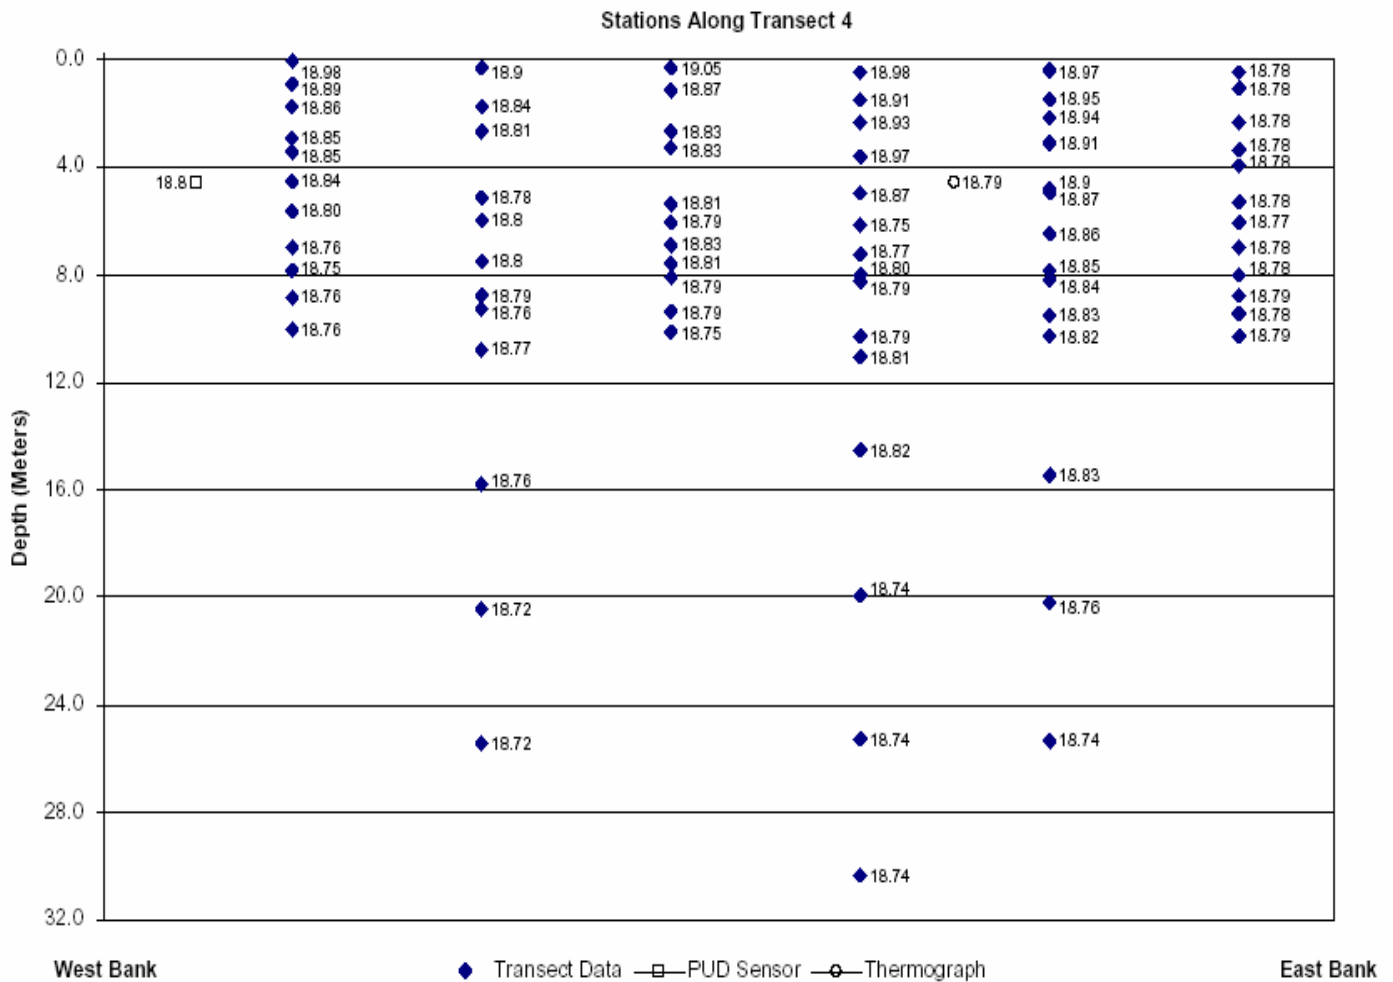 Stations Along Transect 4
0.0
18.98 18.9 19.05 18.98 18.97 18.78
18.89 18.87 18.78
18.86 18.84 18.91 18.95
18.81 18.83 18.93 18.94 18.78
18.85 18.83 18.97 18.91 18.78
18.85 18.78
4.0
18.8 18.84 18.79 18.9
18.80 18.78 18.81 18.87 18.87 18.78
18.8 18.79 18.75 18.86 18.77
18.76 18.8 18.83 18.77 18.78
18.75 18.81 18.80 18.85 18.78
8.0
18.79 18.79 18.84
18.76 18.79 18.79
18.76 18.79 18.83 18.78
18.76 18.75 18.79 18.82 18.79
18.77 18.81
12.0
Depth (Meters)
18.82
18.76 18.83
16.0
18.74
20.0
18.72 18.76
24.0
18.72 18.74 18.74
28.0
18.74
32.0
West Bank Transect Data PUD Sensor Thermograph East Bank